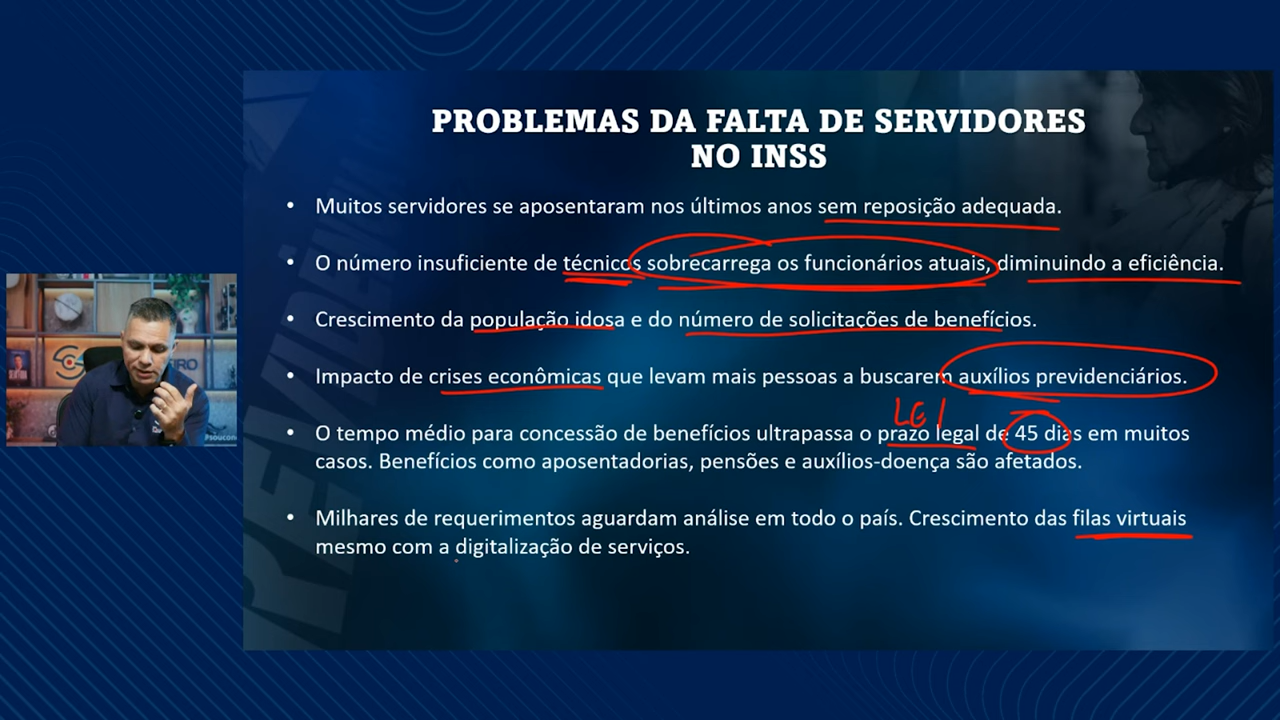 PROBLEMAS DA FALTA DE SERVIDORES
NO INSS
• Muitos servidores se aposentaram nos últimos anos sem reposição adequada.
• O número insuficiente de técnicos sobrecarrega os funcionários atuais, diminuindo a eficiência.
• Crescimento da população idosa e do número de solicitações de benefícios.
• Impacto de crises econômicas que levam mais pessoas a buscarem auxílios previdenciários.
LEI
• O tempo médio para concessão de benefícios ultrapassa o prazo legal de 45 dias em muitos
casos. Benefícios como aposentadorias, pensões e auxílios-doença são afetados.
• Milhares de requerimentos aguardam análise em todo o país. Crescimento das filas virtuais
mesmo com a digitalização de serviços.